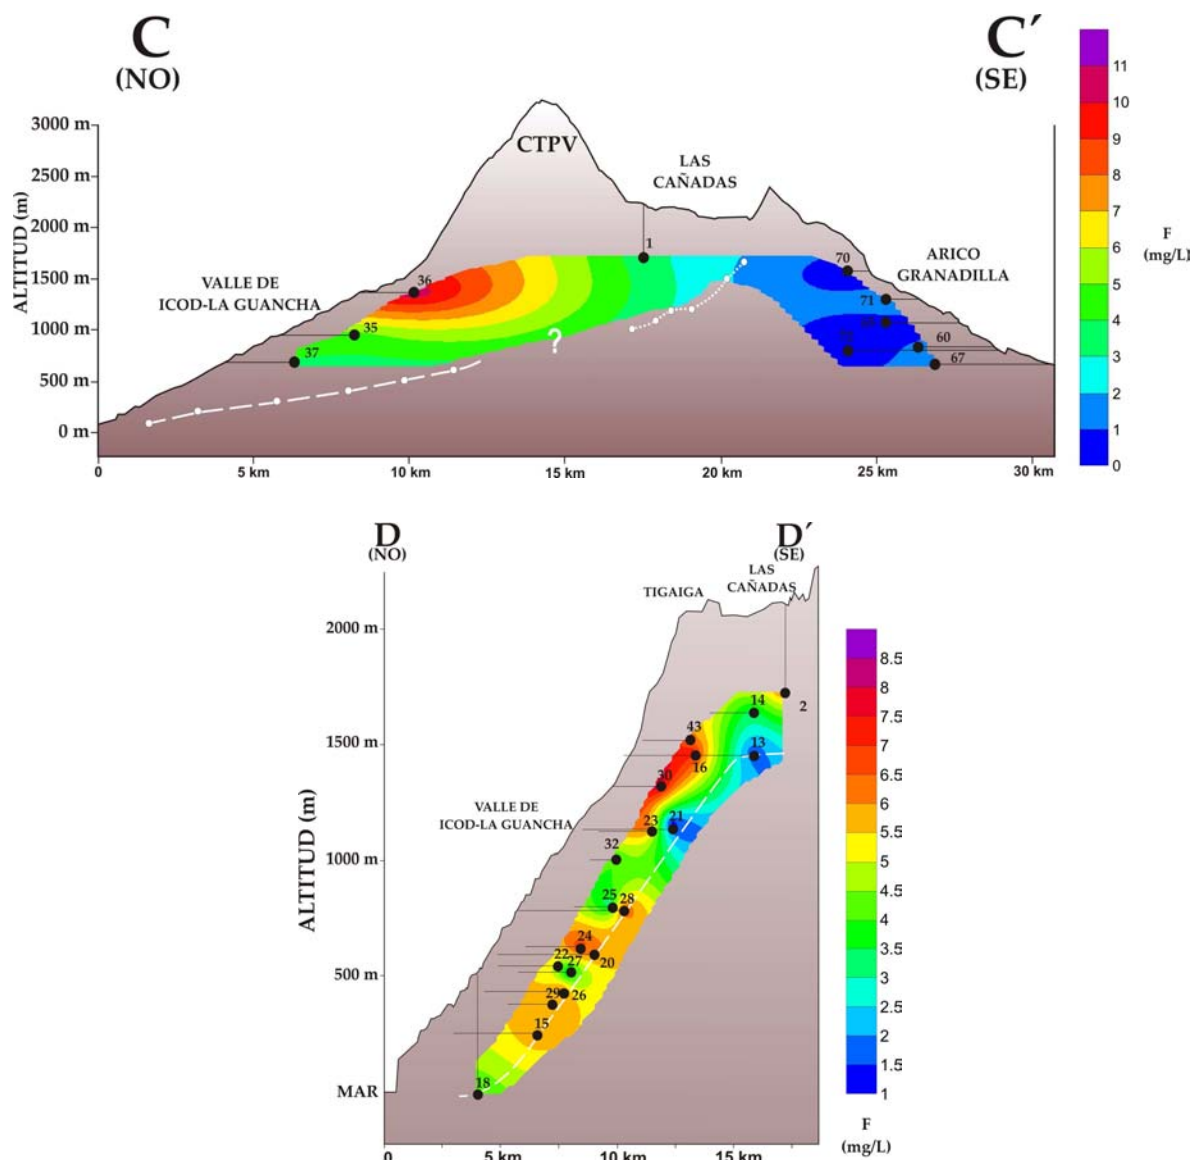 C
(NO)
C´
(SE)
3000 m
2500 m
2000 m
1500 m
1000 m
500 m
0 m
ALTITUD (m)
CTPV
LAS
CAÑADAS
VALLE DE
ICOD-LA GUANCHA
ARICO
GRANADILLA
1
36
35
37
70
71
60
67
?
0
5 km
10 km
15 km
20 km
25 km
30 km
11
10
9
8
7
6
5
4
3
2
1
0
F
(mg/L)
D
(NO)
D´
(SE)
TIGAIGA
LAS
CAÑADAS
2000 m
1500 m
1000 m
500 m
MAR
ALTITUD (m)
VALLE DE
ICOD-LA GUANCHA
14
2
43
13
16
30
23
21
32
25
28
24
22
27
20
29
26
15
18
0
5 km
10 km
15 km
8.5
8
7.5
7
6.5
6
5.5
5
4.5
4
3.5
3
2.5
2
1.5
1
F
(mg/L)